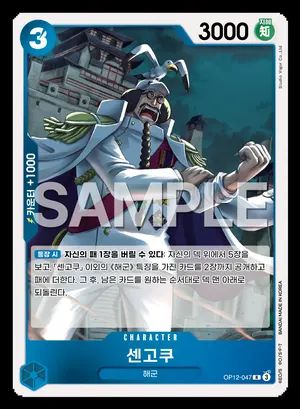 3
3000
지혜
知
카운터 +1000
SAMPLE
등장 시 자신의 패 1장을 버릴 수 있다: 자신의 덱 위에서 5장을
보고, 「센고쿠」 이외의 《해군》 특징을 가진 카드를 2장까지 공개하고
패에 더한다. 그 후, 남은 카드를 원하는 순서대로 덱 맨 아래로
되돌린다.
CHARACTER
센고쿠
해군
OP12-047 R
BANDAI MADE IN KOREA